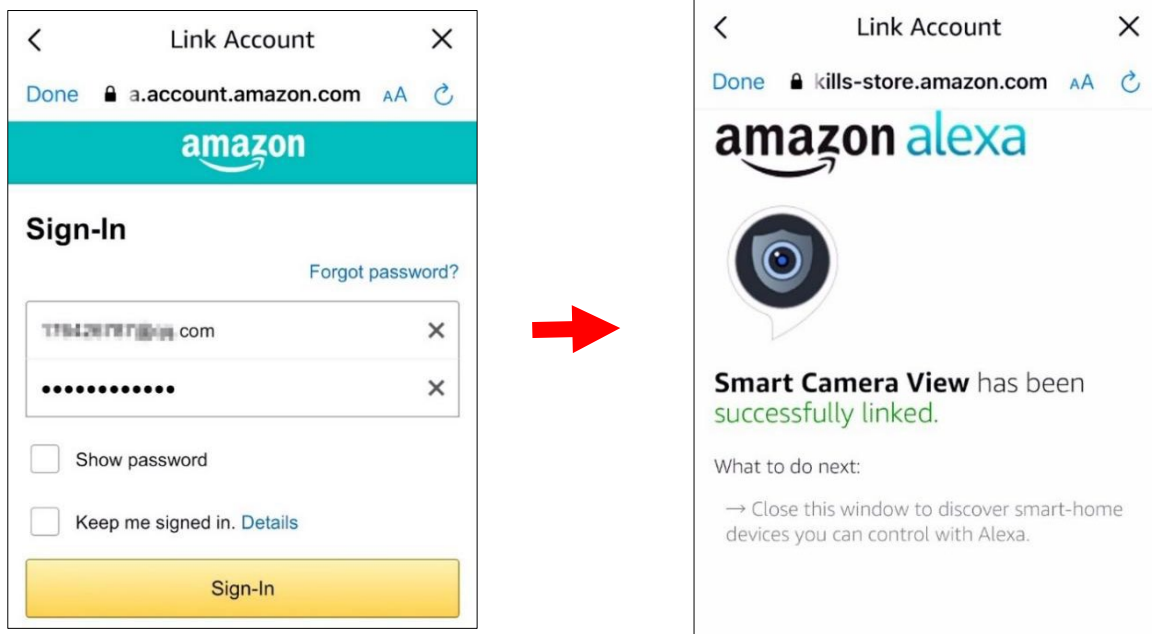 Link Account
Done a.account.amazon.com AA
amazon
Sign-In
Forgot password?
.com
Show password
Keep me signed in. Details
Sign-In
Link Account
Done kills-store.amazon.com AA
amazon alexa
Smart Camera View has been
successfully linked.
What to do next:
→ Close this window to discover smart-home
devices you can control with Alexa.